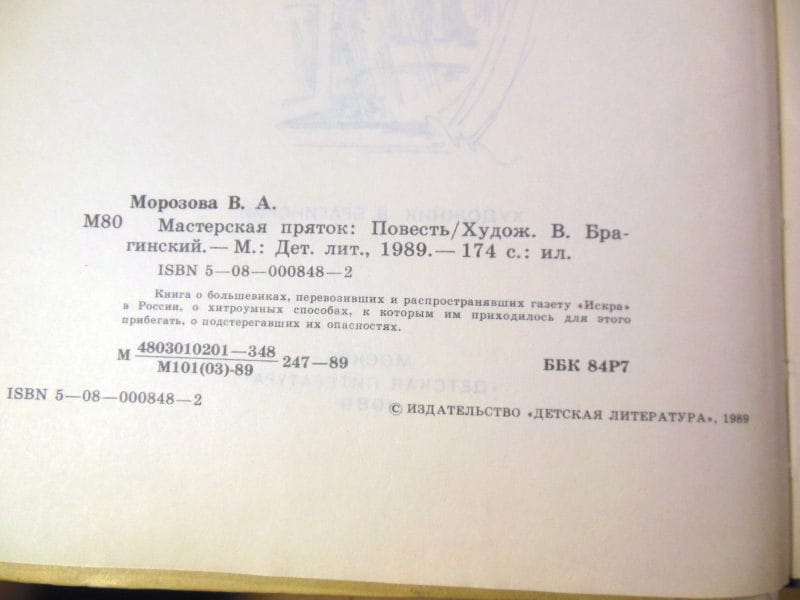 Морозова В. А.
М80 Мастерская пряток: Повесть/Худож. В. Бра-
гинский.— М.: Дет. лит., 1989.— 174 с.: ил.
ISBN 5—08—000848—2
Книга о большевиках, перевозивших и распространявших газету «Искра»
в России, о хитроумных способах, к которым им приходилось для этого
прибегать, о подстерегавших их опасностях.
М 4803010201—348 247—89 ББК 84Р7
М101(03)-89
ISBN 5—08—000848—2
© ИЗДАТЕЛЬСТВО «ДЕТСКАЯ ЛИТЕРАТУРА», 1989